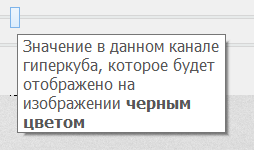 Значение в данном канале
гиперкуба, которое будет
отображено на
изображении черным
цветом